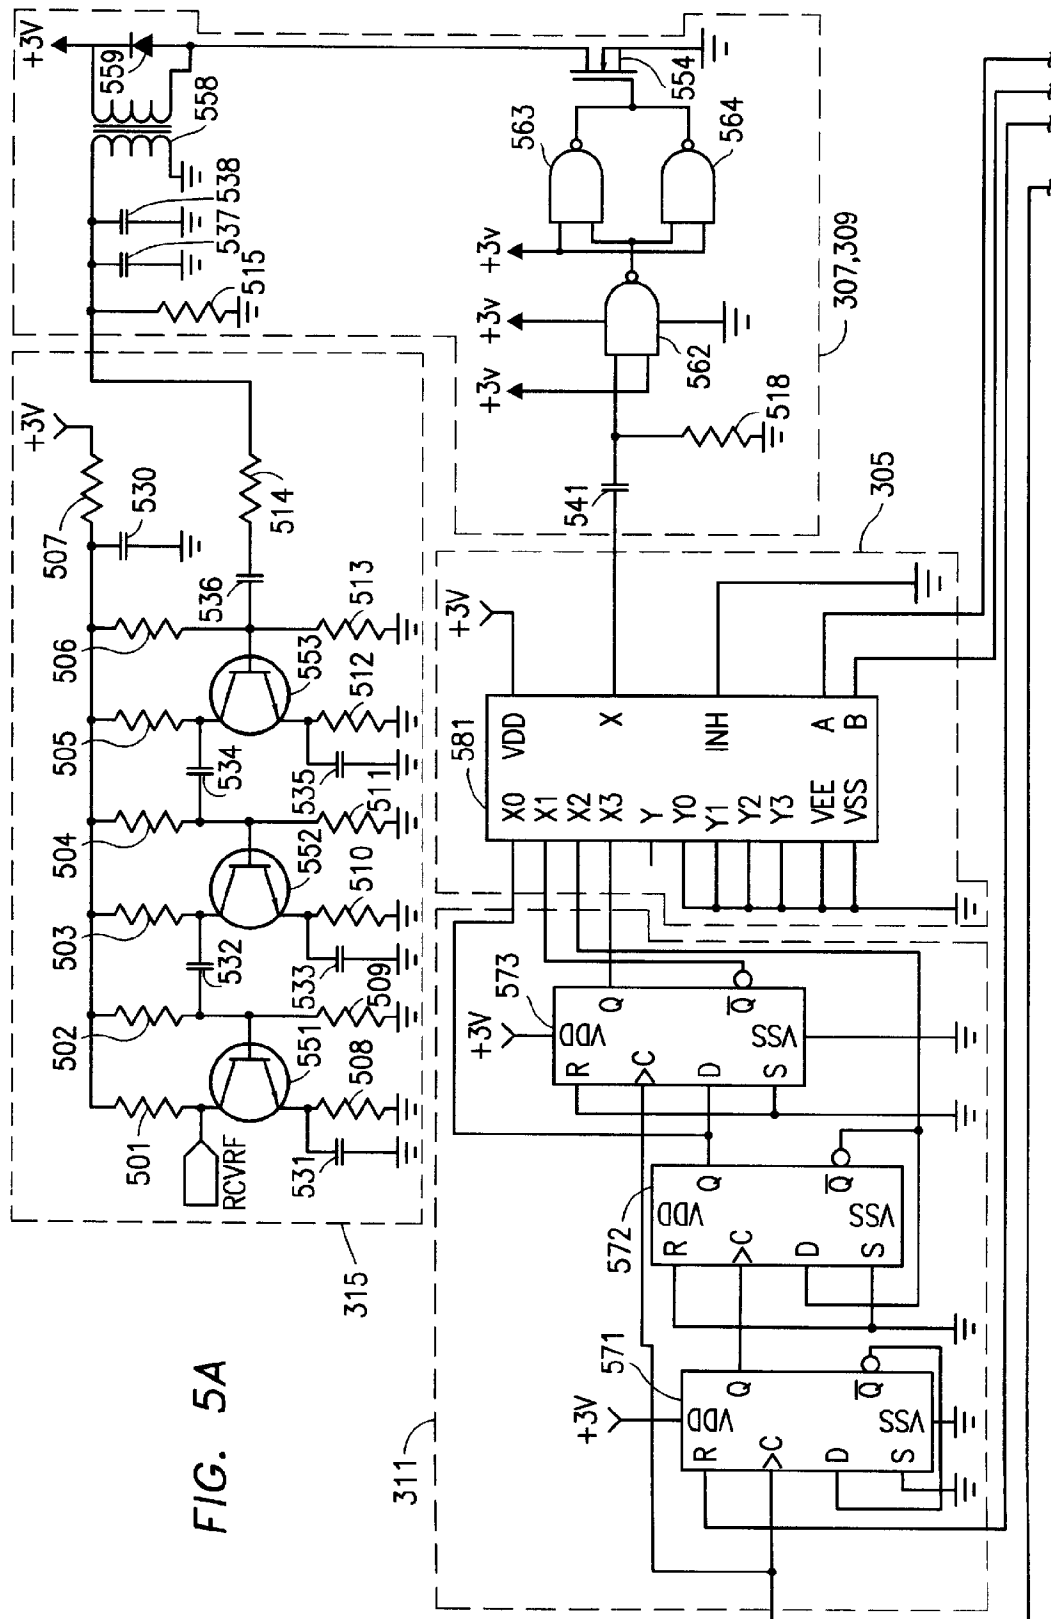 FIG. 5A
315
RCVRF
501
502
503
504
505
506
507
+3V
530
531
508
551
509
532
533
510
552
511
534
535
512
553
513
536
514
515
537
538
558
559
+3V
311
571
+3V
VDD
R
C
D
S
Q
Q
VSS
572
VDD
R
C
D
S
Q
Q
VSS
573
+3V
VDD
R
C
D
S
Q
Q
VSS
581
+3V
X0
X1
X2
X3
Y
Y0
Y1
Y2
Y3
VEE
VSS
VDD
X
INH
A
B
305
541
518
562
+3v
+3v
+3v
563
564
554
307,309